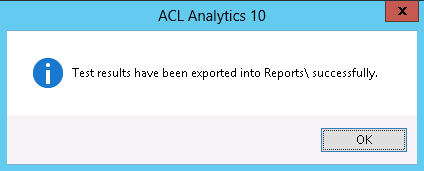 ACL Analytics 10
x
Test results have been exported into Reports\ successfully.
OK